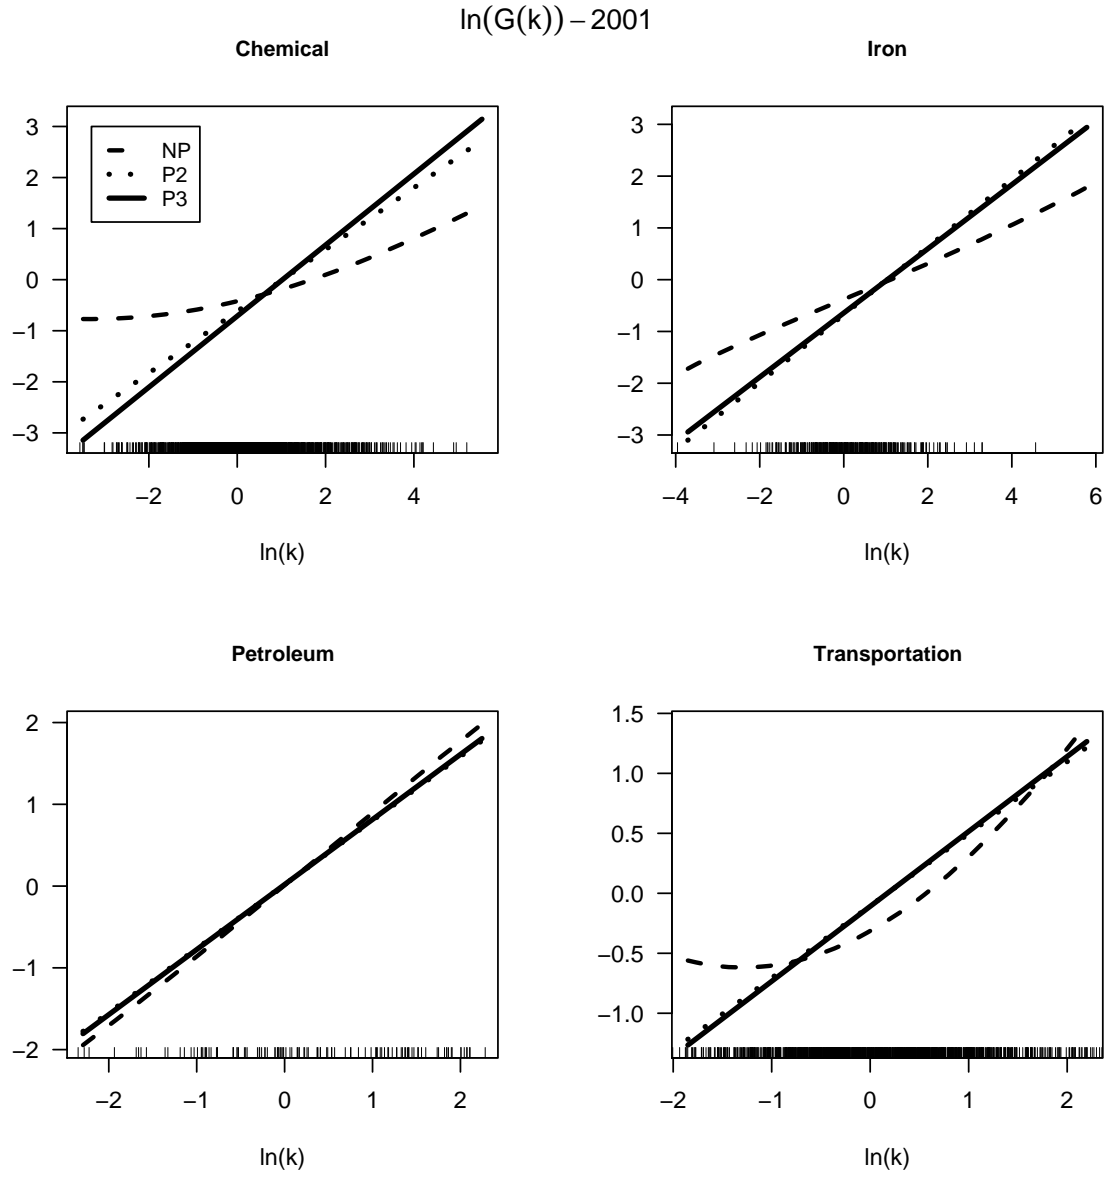 ln(G(k)) − 2001
Chemical
Iron
3
2
1
0
−1
−2
−3
NP
P2
P3
−2 0 2 4
ln(k)
3
2
1
0
−1
−2
−3
−4 −2 0 2 4 6
ln(k)
Petroleum
Transportation
2
1
0
−1
−2
−2 −1 0 1 2
ln(k)
1.5
1.0
0.5
0.0
−0.5
−1.0
−2 −1 0 1 2
ln(k)